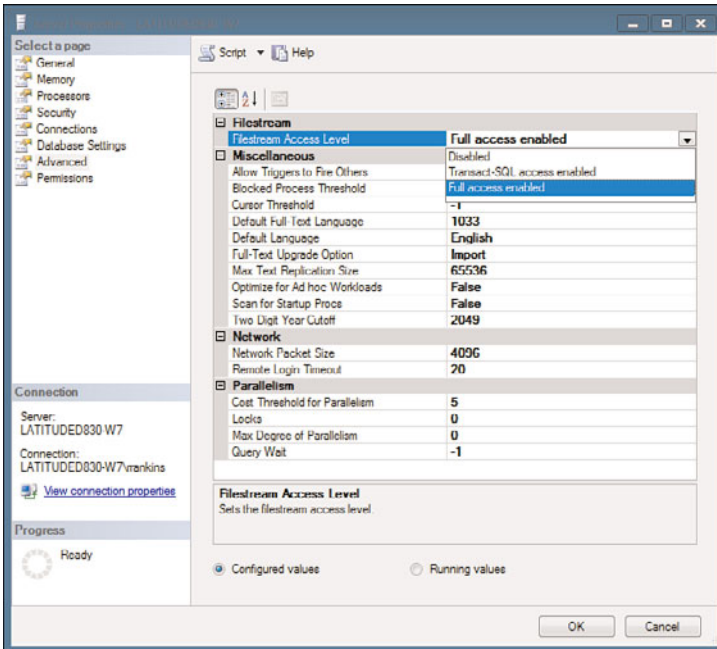 Select a page
General
Memory
Processors
Security
Connections
Database Settings
Advanced
Permissions
Script Help
Filestream
Filestream Access Level Full access enabled
Disabled
Transact-SQL access enabled
Full access enabled
Miscellaneous
Allow Triggers to Fire Others
Blocked Process Threshold
Cursor Threshold -1
Default Full-Text Language 1033
Default Language English
Full-Text Upgrade Option Import
Max Text Replication Size 65536
Optimize for Ad hoc Workloads False
Scan for Startup Procs False
Two Digit Year Cutoff 2049
Network
Network Packet Size 4096
Remote Login Timeout 20
Parallelism
Cost Threshold for Parallelism 5
Locks 0
Max Degree of Parallelism 0
Query Wait -1
Connection
Server:
LATITUDED830-W7
Connection:
LATITUDED830-W7\rrankins
View connection properties
Filestream Access Level
Sets the filestream access level.
Progress
Ready
Configured values Running values
OK Cancel